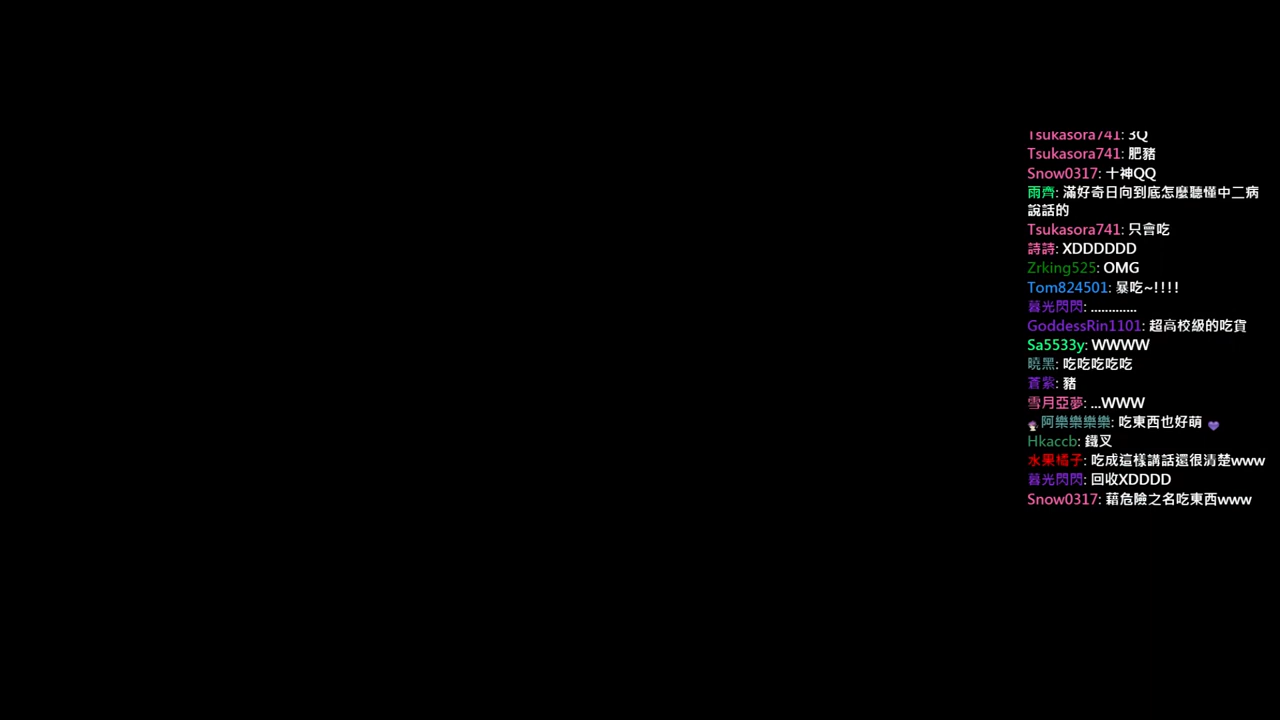 Tsukasora741: 3Q
Tsukasora741: 肥豬
Snow0317: 十神QQ
雨齊: 滿好奇日向到底怎麼聽懂中二病
說話的
Tsukasora741: 只會吃
詩詩: XDDDDDD
Zrking525: OMG
Tom824501: 暴吃~!!!!
暮光閃閃: .............
GoddessRin1101: 超高校級的吃貨
Sa5533y: WWWW
曉黑: 吃吃吃吃吃
蒼紫: 豬
雪月亞夢: ...WWW
阿樂樂樂樂: 吃東西也好萌
Hkaccb: 鐵叉
水果橘子: 吃成這樣講話還很清楚www
暮光閃閃: 回收XDDDD
Snow0317: 藉危險之名吃東西www